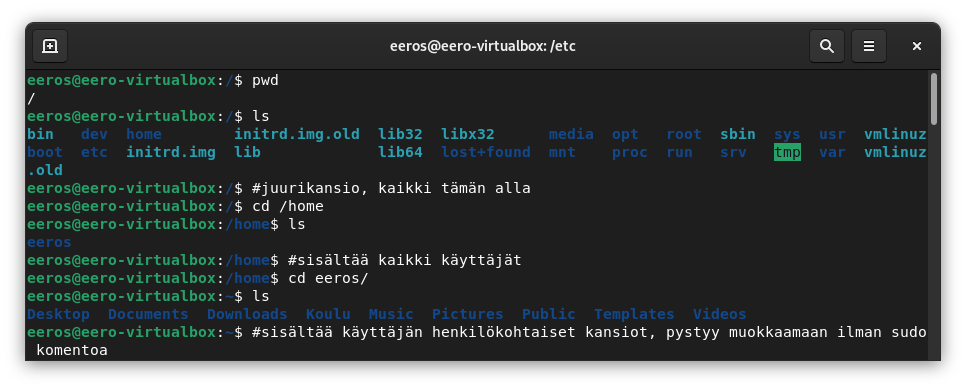 eeros@eero-virtualbox: /etc
eeros@eero-virtualbox:/$ pwd
/
eeros@eero-virtualbox:/$ ls
bin   dev  home        initrd.img.old  lib32  libx32      media  opt   root  sbin  sys  usr  vmlinuz
boot  etc  initrd.img  lib             lib64  lost+found  mnt    proc  run   srv   tmp  var  vmlinuz
.old
eeros@eero-virtualbox:/$ #juurikansio, kaikki tämän alla
eeros@eero-virtualbox:/$ cd /home
eeros@eero-virtualbox:/home$ ls
eeros
eeros@eero-virtualbox:/home$ #sisältää kaikki käyttäjät
eeros@eero-virtualbox:/home$ cd eeros/
eeros@eero-virtualbox:~$ ls
Desktop  Documents  Downloads  Koulu  Music  Pictures  Public  Templates  Videos
eeros@eero-virtualbox:~$ #sisältää käyttäjän henkilökohtaiset kansiot, pystyy muokkaamaan ilman sudo
 komentoa